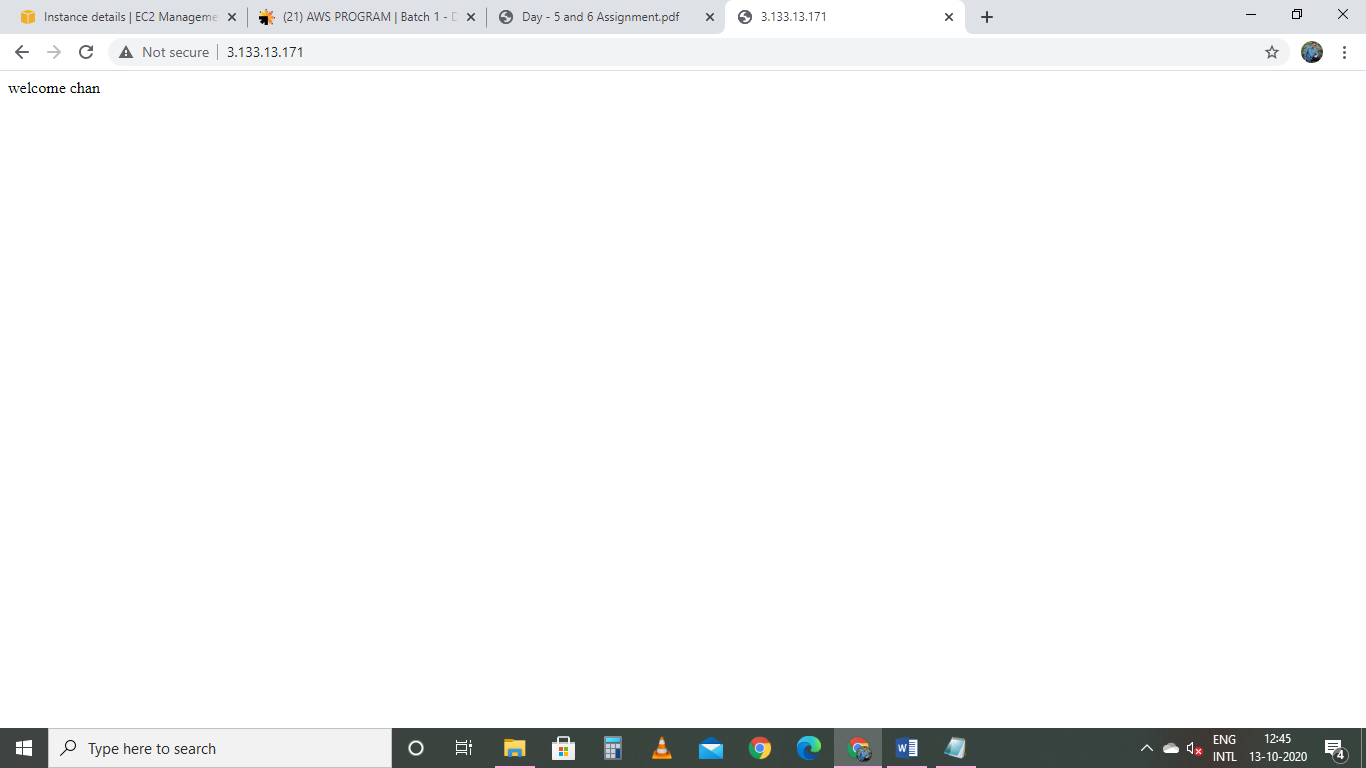 Instance details | EC2 Manageme
(21) AWS PROGRAM | Batch 1 - D
Day - 5 and 6 Assignment.pdf
3.133.13.171
Not secure
3.133.13.171
welcome chan
Type here to search
W
ENG
INTL
12:45
13-10-2020
4